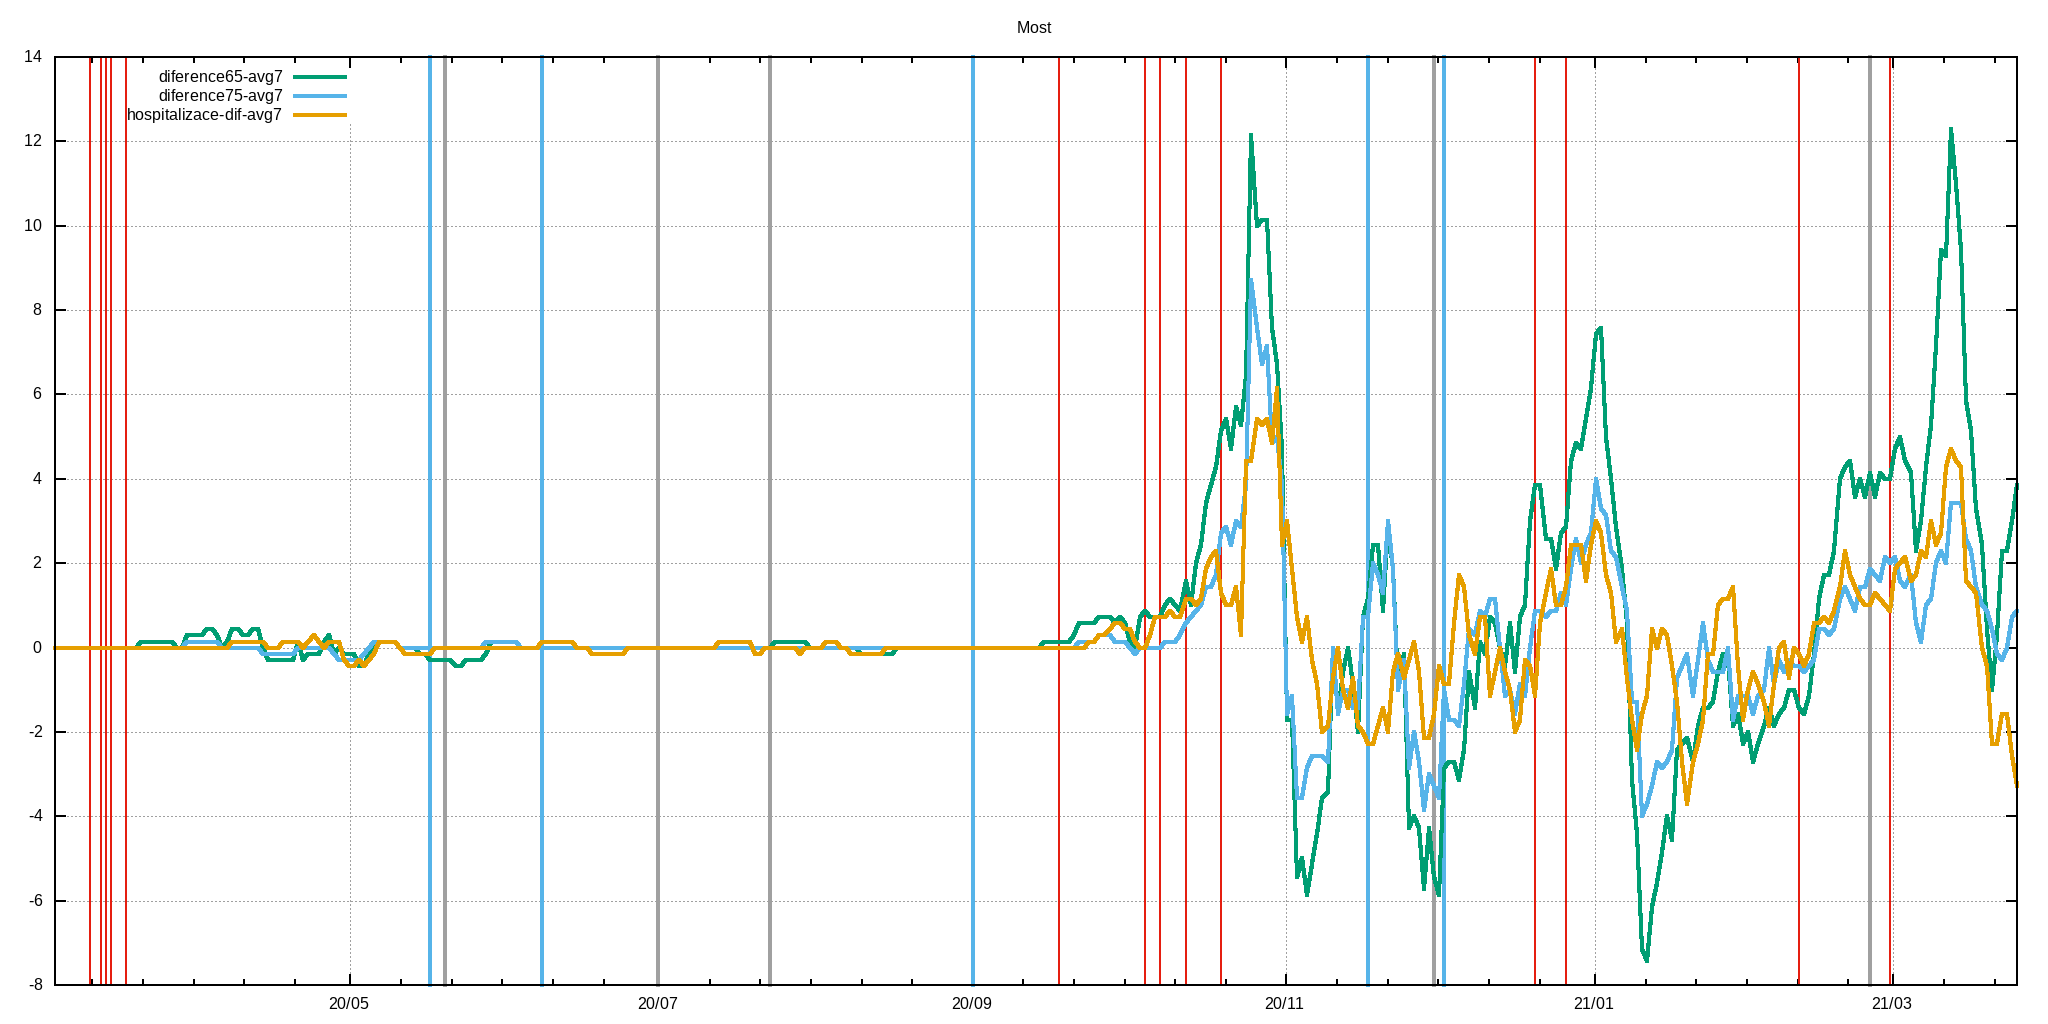 Most
diference65-avg7
diference75-avg7
hospitalizace-dif-avg7
14
12
10
8
6
4
2
0
-2
-4
-6
-8
20/05 20/07 20/09 20/11 21/01 21/03